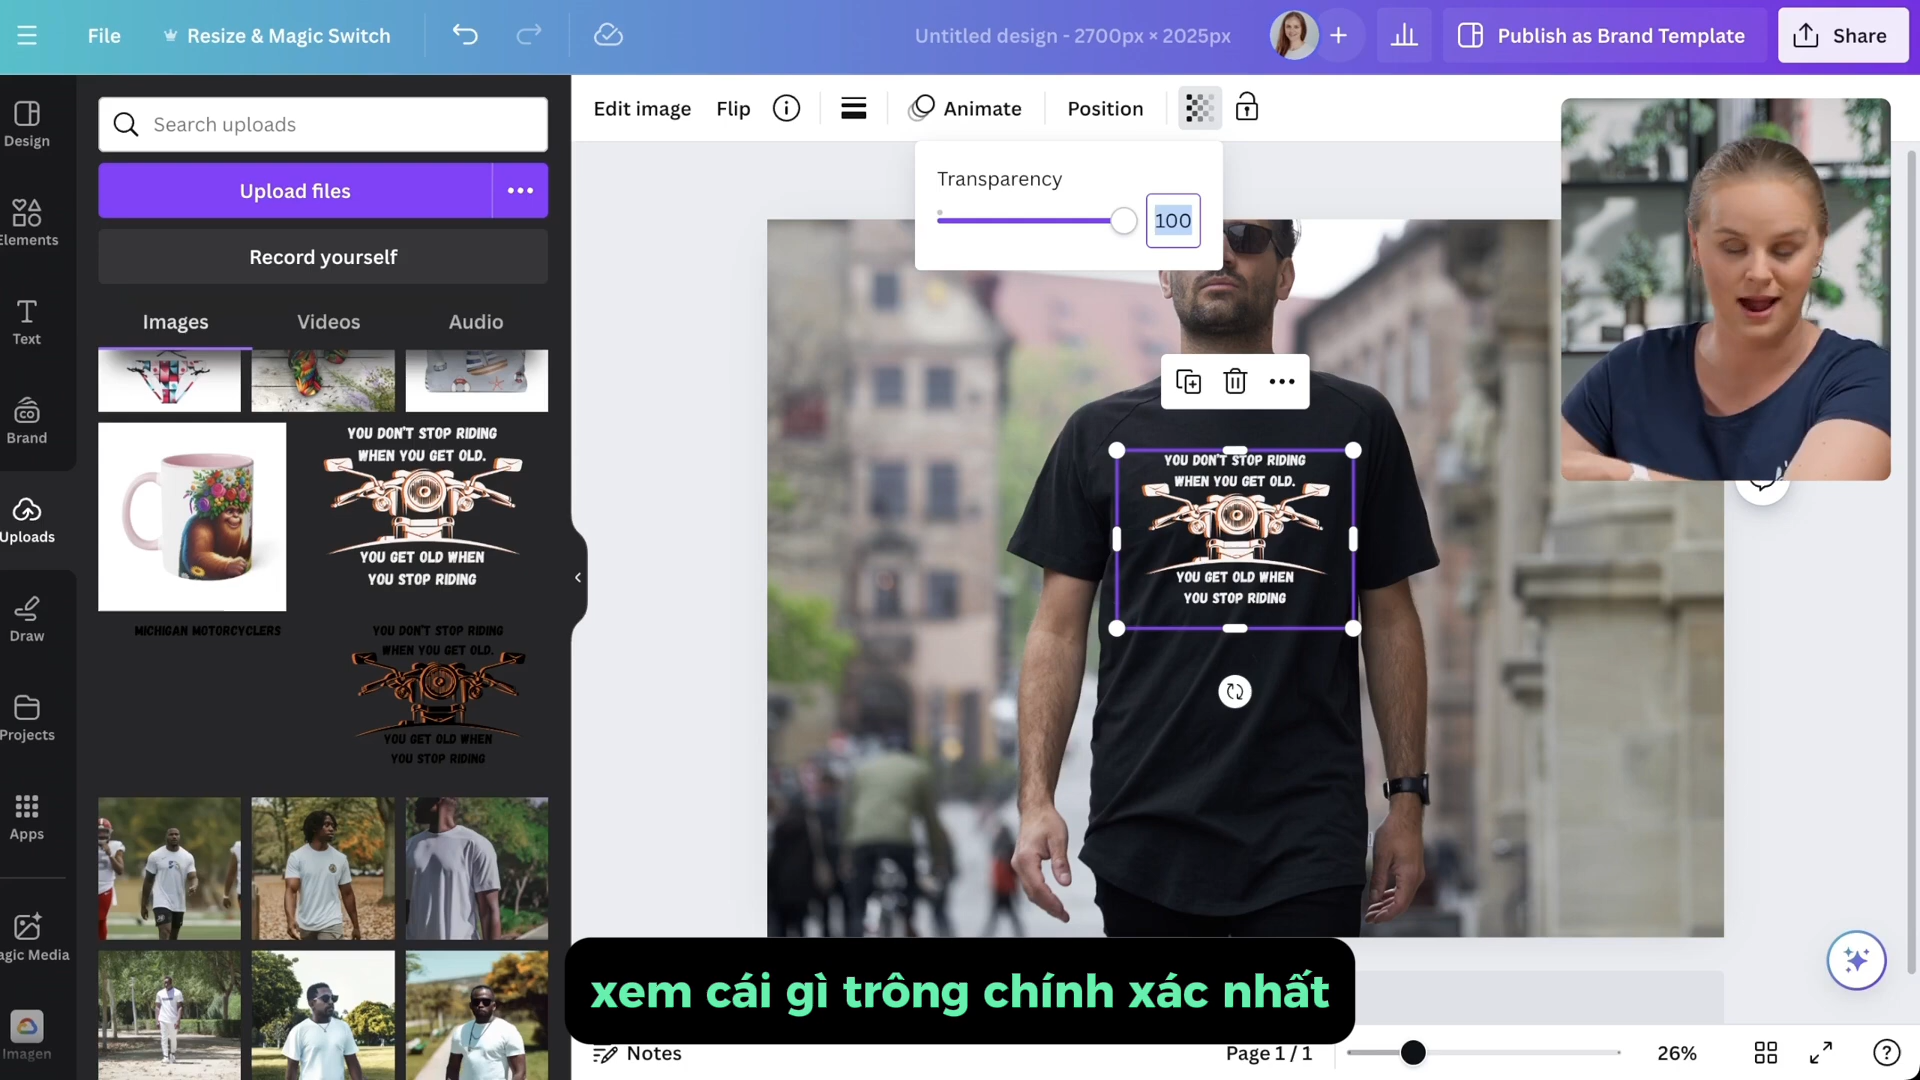 File
Resize & Magic Switch
Untitled design - 2700px × 2025px
Publish as Brand Template
Share
Design
Elements
Text
Brand
Uploads
Draw
Projects
Apps
agic Media
Imagen
Search uploads
Upload files
Record yourself
Images
Videos
Audio
YOU DON'T STOP RIDING
WHEN YOU GET OLD.
YOU GET OLD WHEN
YOU STOP RIDING
MICHIGAN MOTORCYCLERS
YOU DON'T STOP RIDING
WHEN YOU GET OLD.
YOU GET OLD WHEN
YOU STOP RIDING
Edit image
Flip
Animate
Position
Transparency
100
YOU DON'T STOP RIDING
WHEN YOU GET OLD.
YOU GET OLD WHEN
YOU STOP RIDING
xem cái gì trông chính xác nhất
Notes
Page 1 / 1
26%